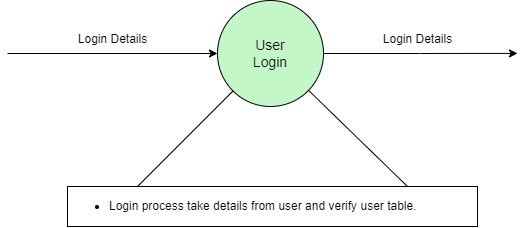 Login Details
User
Login
Login Details
• Login process take details from user and verify user table.